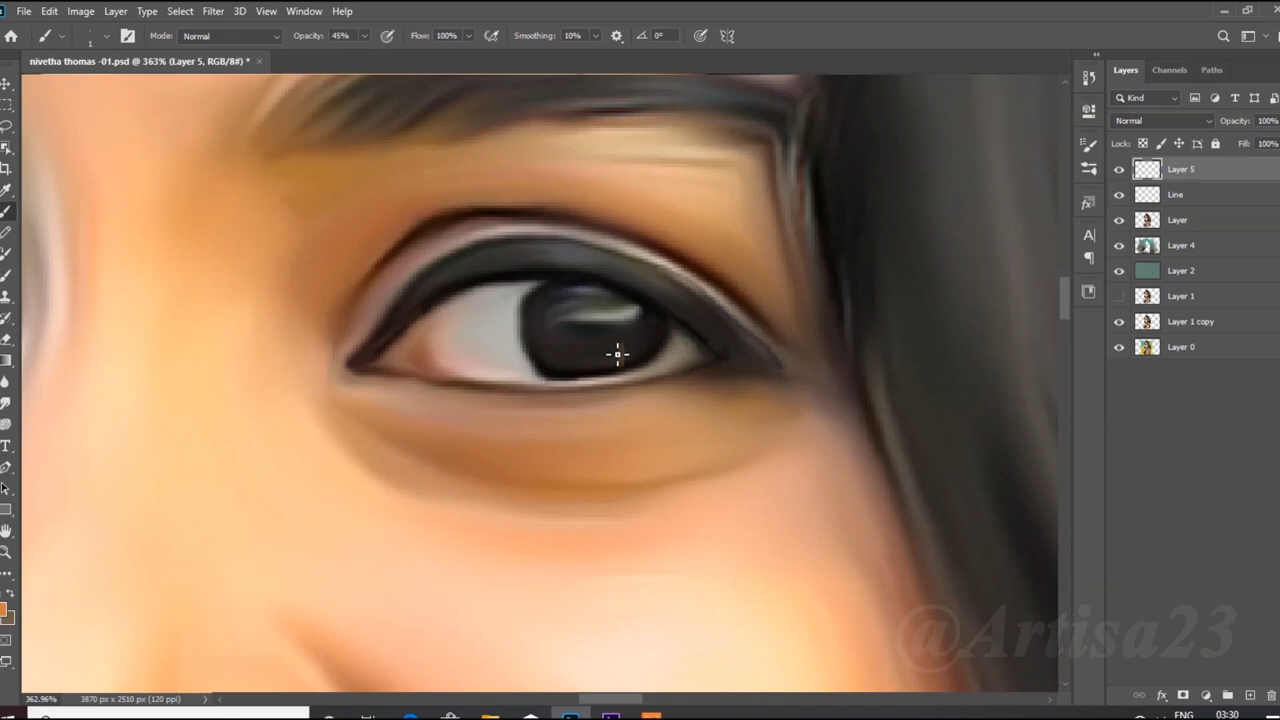 File Edit Image Layer Type Select Filter 3D View Window Help
1 Mode: Normal Opacity: 45% Flow: 100% Smoothing: 10% 0°
nivetha thomas -01.psd @ 363% (Layer 5, RGB/8#) * ×
Layers Channels Paths
Kind
Normal Opacity: 100%
Lock: Fill: 100%
Layer 5
Line
Layer
Layer 4
Layer 2
Layer 1
Layer 1 copy
Layer 0
@Artisa23
362.96% 3870 px x 2510 px (120 ppi)
ENG 03:30